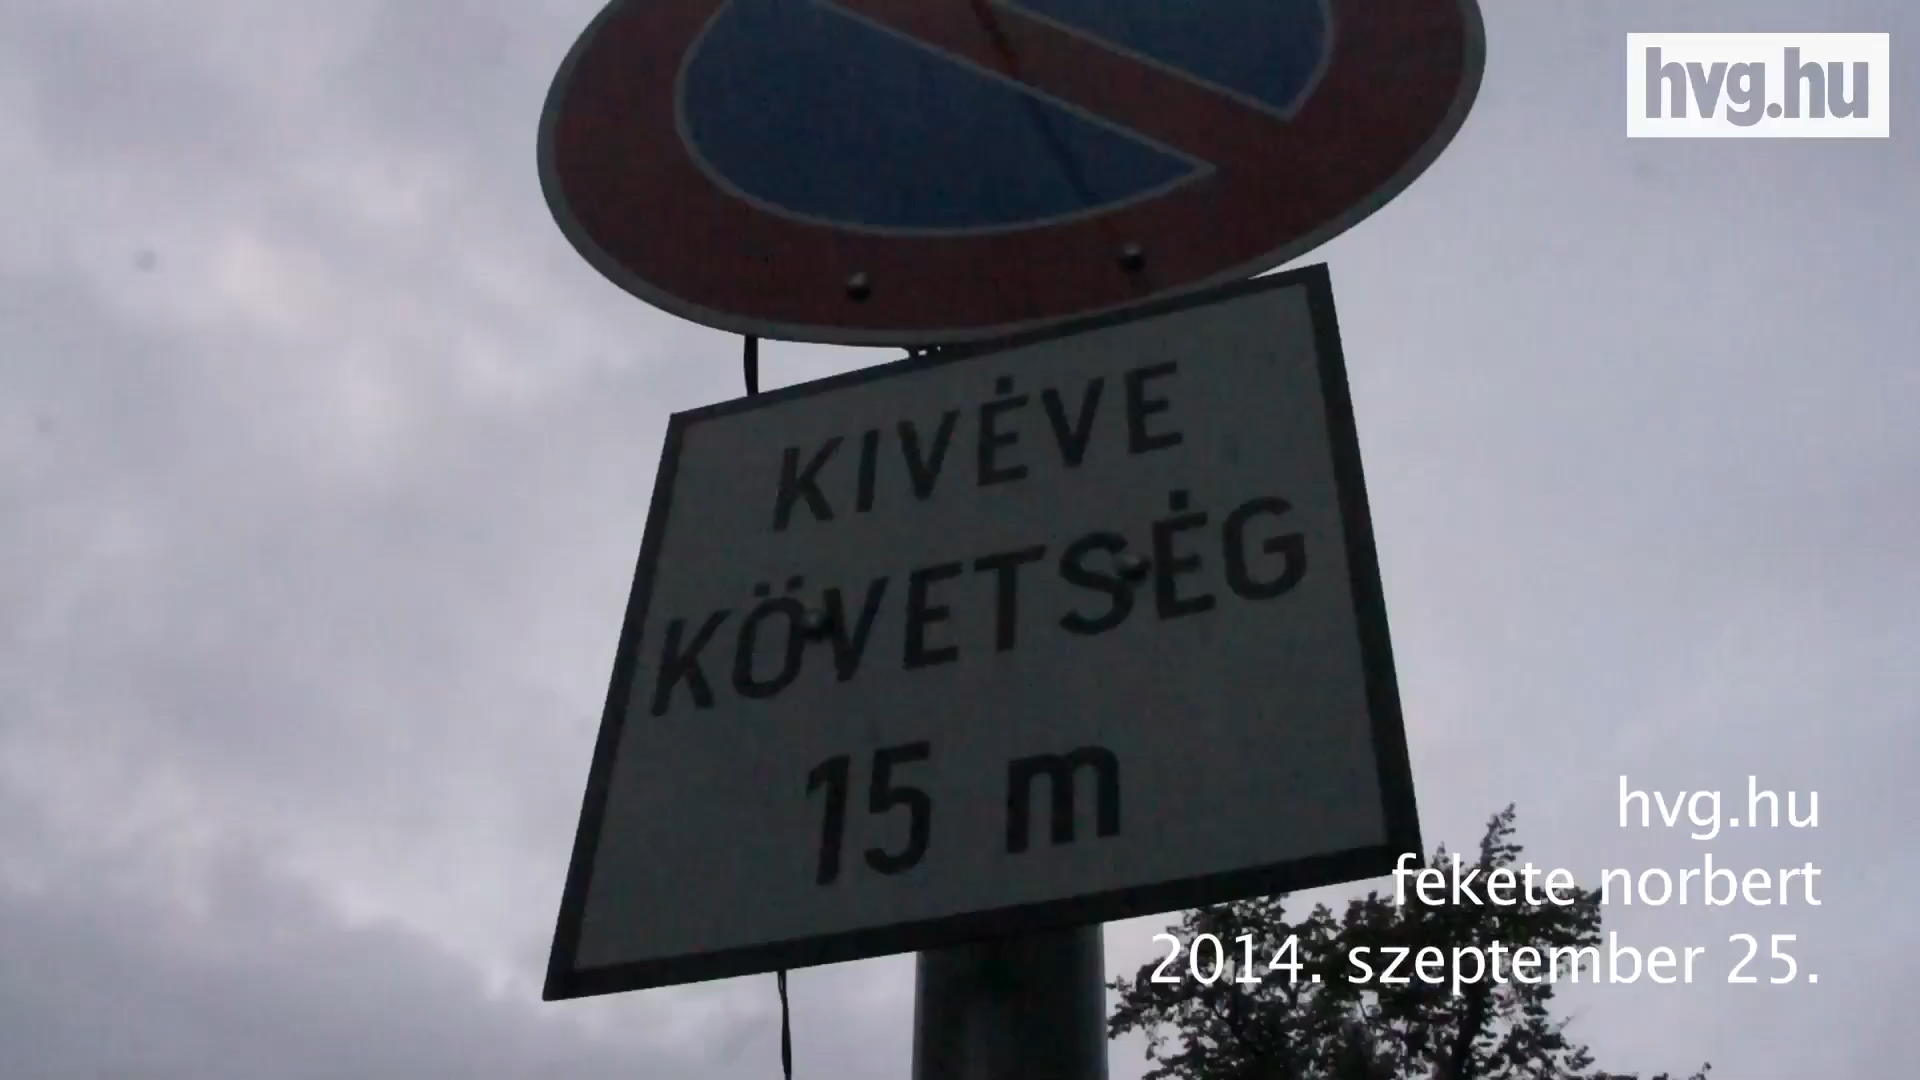 hvg.hu
KIVÉVE
KÖVETSÉG
15 m
hvg.hu
fekete norbert
2014. szeptember 25.